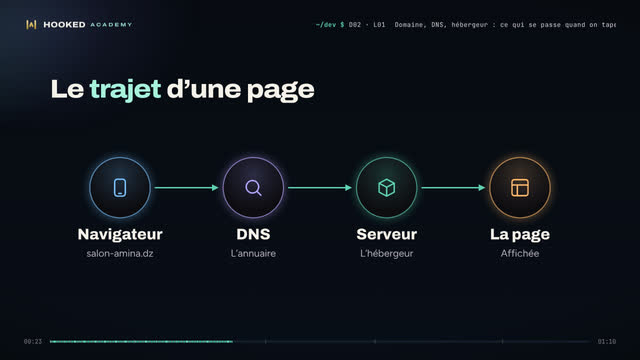 HOOKED ACADEMY
~/dev $ D02 · L01 Domaine, DNS, hébergeur : ce qui se passe quand on tape
Le trajet d’une page
Navigateur DNS Serveur La page
salon-amina.dz L’annuaire L’hébergeur Affichée
00:23 01:10